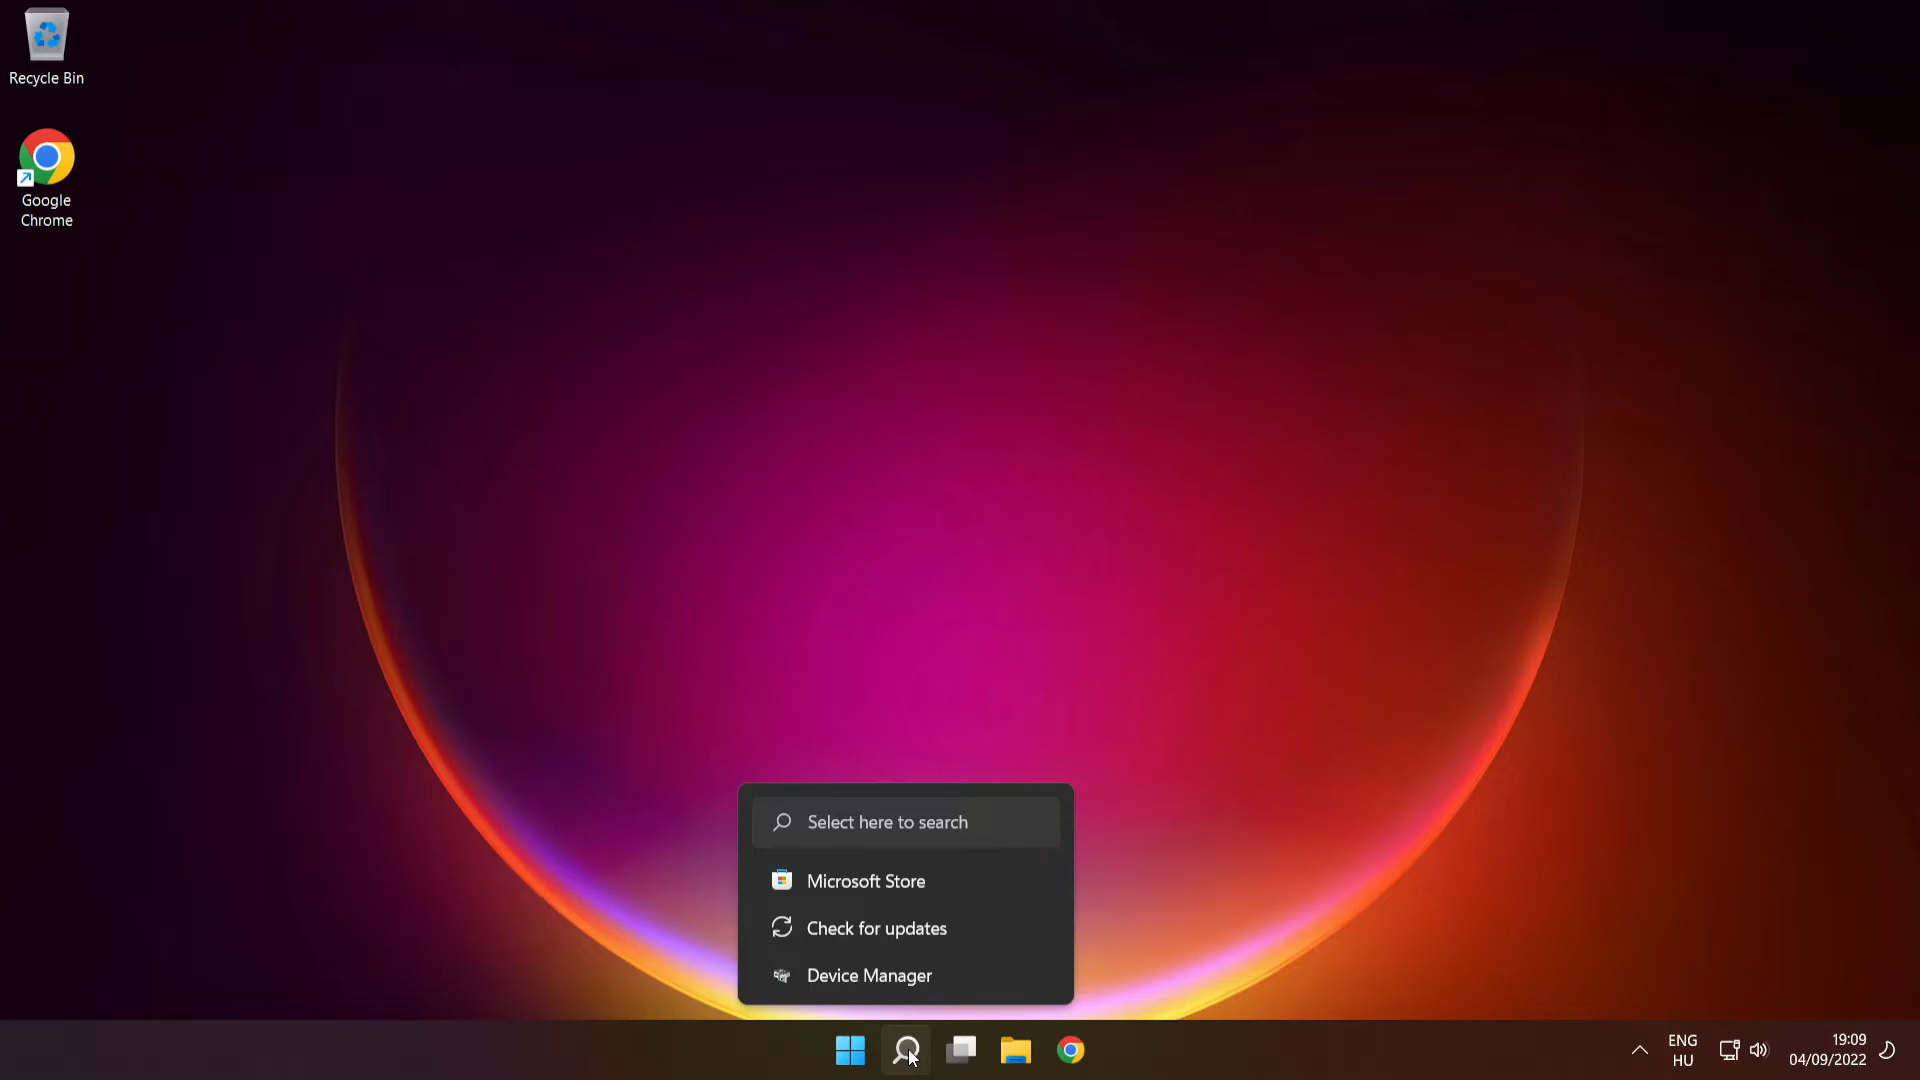 Recycle Bin
Google
Chrome
Select here to search
Microsoft Store
Check for updates
Device Manager
ENG
HU
19:09
04/09/2022